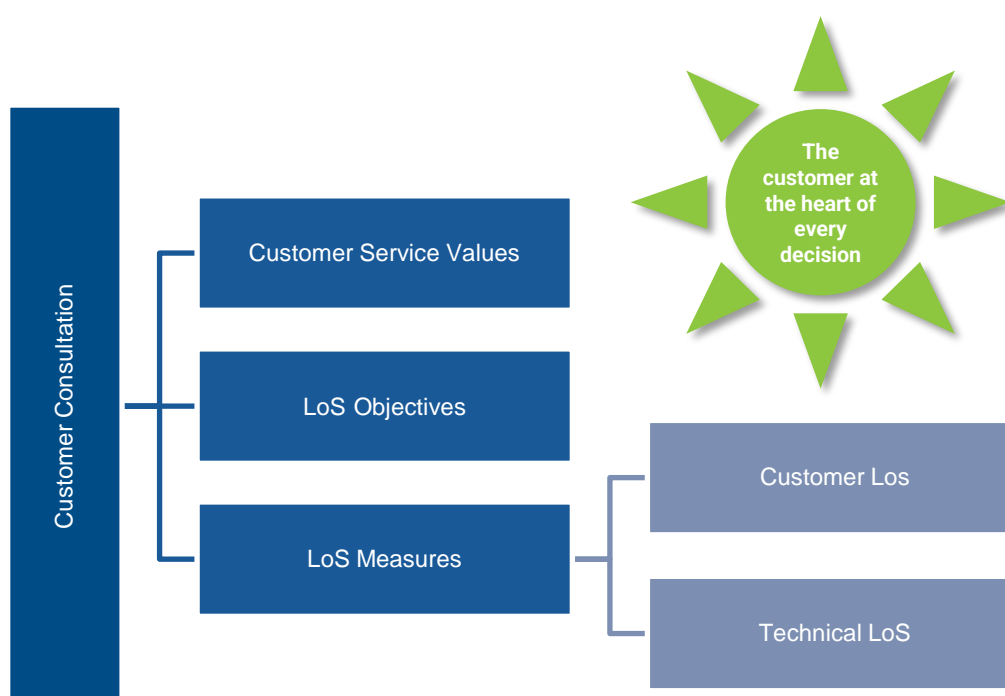 The
customer at
the heart of
every
decision
Customer Consultation
Customer Service Values
LoS Objectives
LoS Measures
Customer Los
Technical LoS